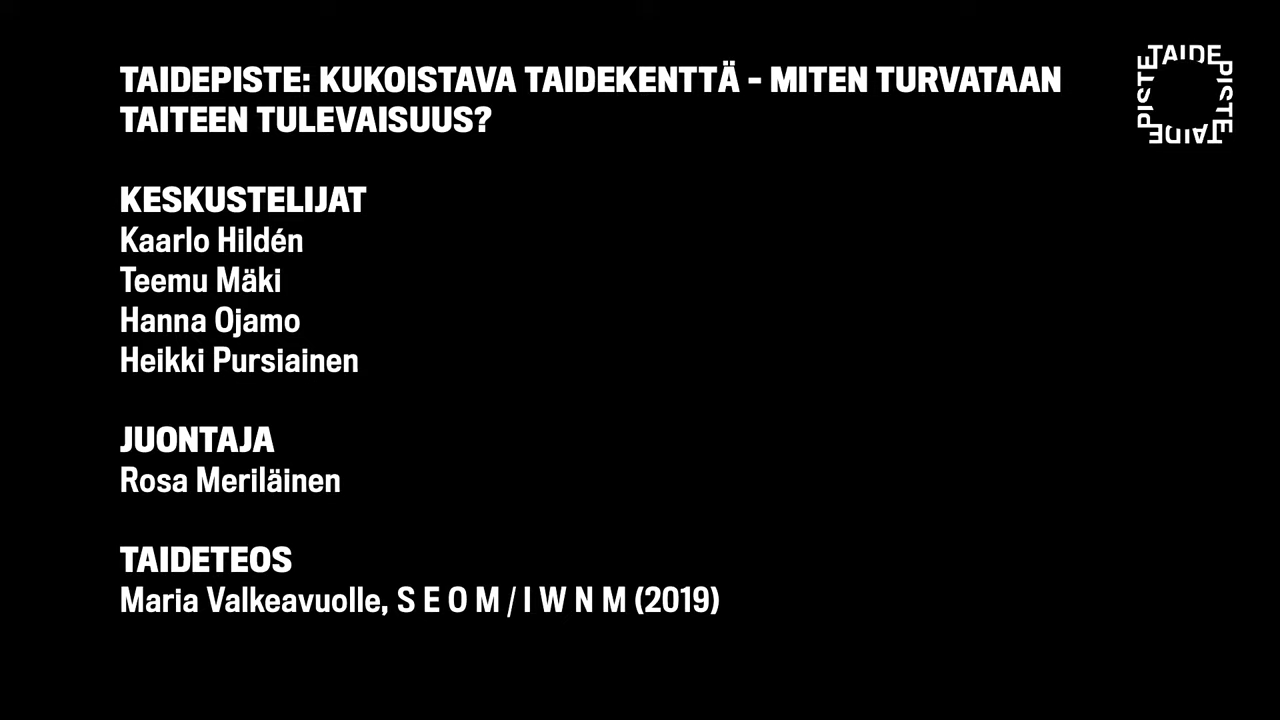 TAIDEPISTE: KUKOISTAVA TAIDEKENTTÄ - MITEN TURVATAAN
TAITEEN TULEVAISUUS?
KESKUSTELIJAT
Kaarlo Hildén
Teemu Mäki
Hanna Ojamo
Heikki Pursiainen
JUONTAJA
Rosa Meriläinen
TAIDETEOS
Maria Valkeavuolle, S E O M / I W N M (2019)
TAIDE
PISTE
TAIDE
PISTE